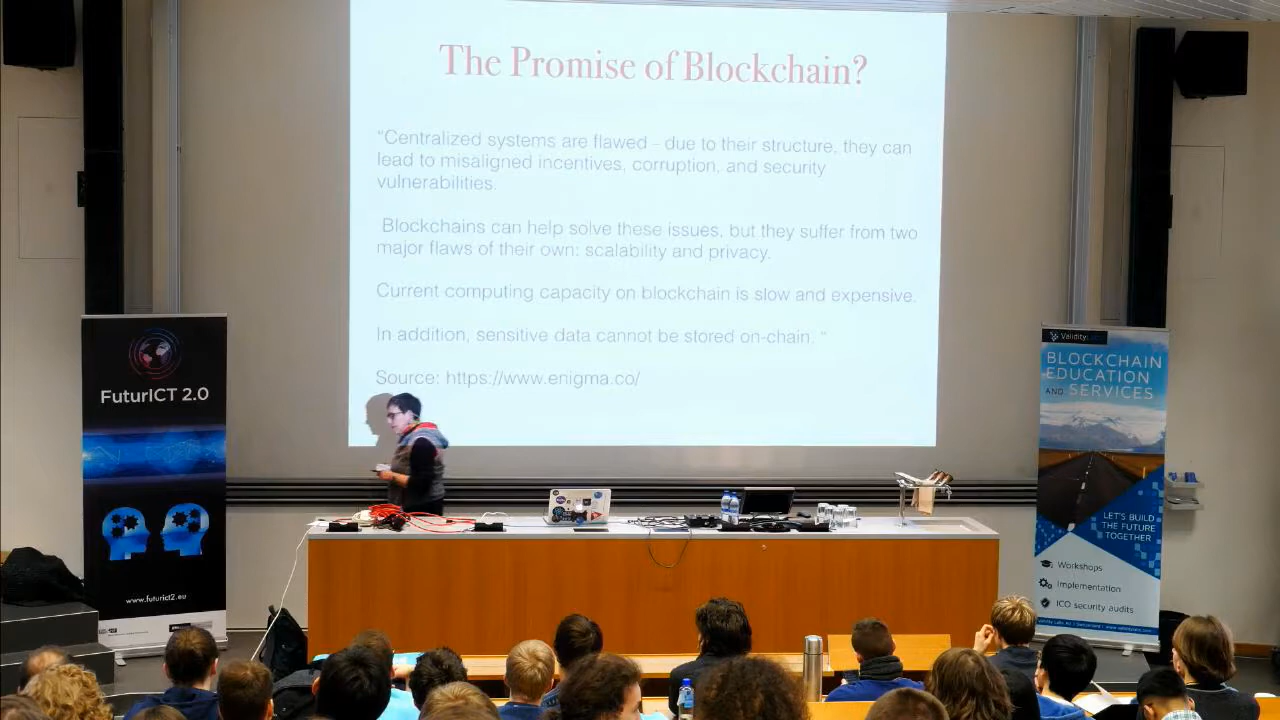 The Promise of Blockchain?
"Centralized systems are flawed – due to their structure, they can
lead to misaligned incentives, corruption, and security
vulnerabilities.
Blockchains can help solve these issues, but they suffer from two
major flaws of their own: scalability and privacy.
Current computing capacity on blockchain is slow and expensive.
In addition, sensitive data cannot be stored on-chain. "
Source: https://www.enigma.co/
FuturICT 2.0
www.futurict2.eu
Validity
BLOCKCHAIN
EDUCATION
AND SERVICES
LET'S BUILD
THE FUTURE
TOGETHER
Workshops
Implementation
ICO security audits